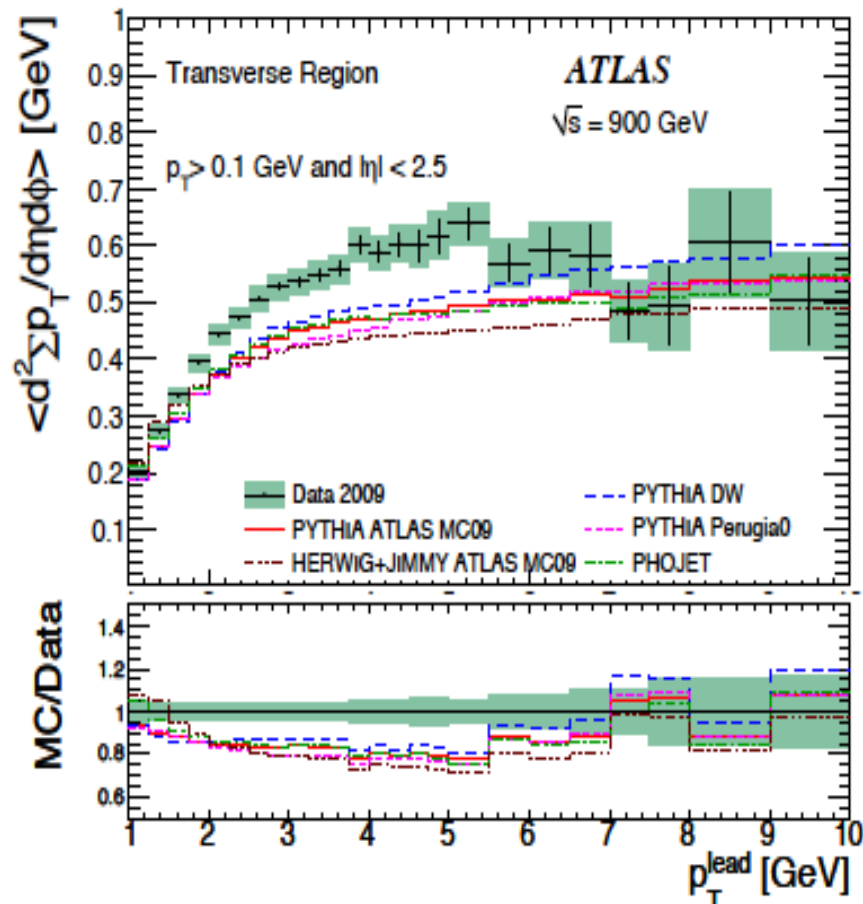 <d²Σp_T/dηdφ> [GeV]
1
0.9
0.8
0.7
0.6
0.5
0.4
0.3
0.2
0.1
Transverse Region
ATLAS
√s = 900 GeV
p_T> 0.1 GeV and |η| < 2.5
Data 2009
PYTHIA ATLAS MC09
HERWIG+JIMMY ATLAS MC09
PYTHIA DW
PYTHIA Perugia0
PHOJET
MC/Data
1.4
1.2
1
0.8
0.6
1 2 3 4 5 6 7 8 9 10
p_T^lead [GeV]